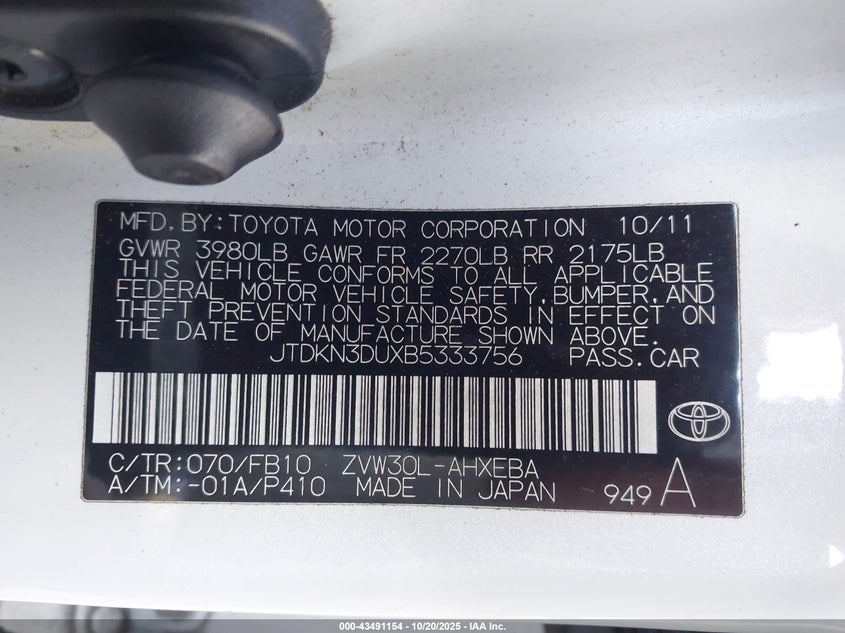 MFD.BY:TOYOTA MOTOR CORPORATION 10/11
GVWR 3980LB GAWR FR 2270LB RR 2175LB
THIS VEHICLE CONFORMS TO ALL APPLICABLE
FEDERAL MOTOR VEHICLE SAFETY,BUMPER,AND
THEFT PREVENTION STANDARDS IN EFFECT ON
THE DATE OF MANUFACTURE SHOWN ABOVE.
JTDKN3DUXB5333756 PASS.CAR
C/TR:070/FB10 ZVW30L-AHXEBA
A/TM:-01A/P410 MADE IN JAPAN 949 A
000-43491154 - 10/20/2025 - IAA Inc.